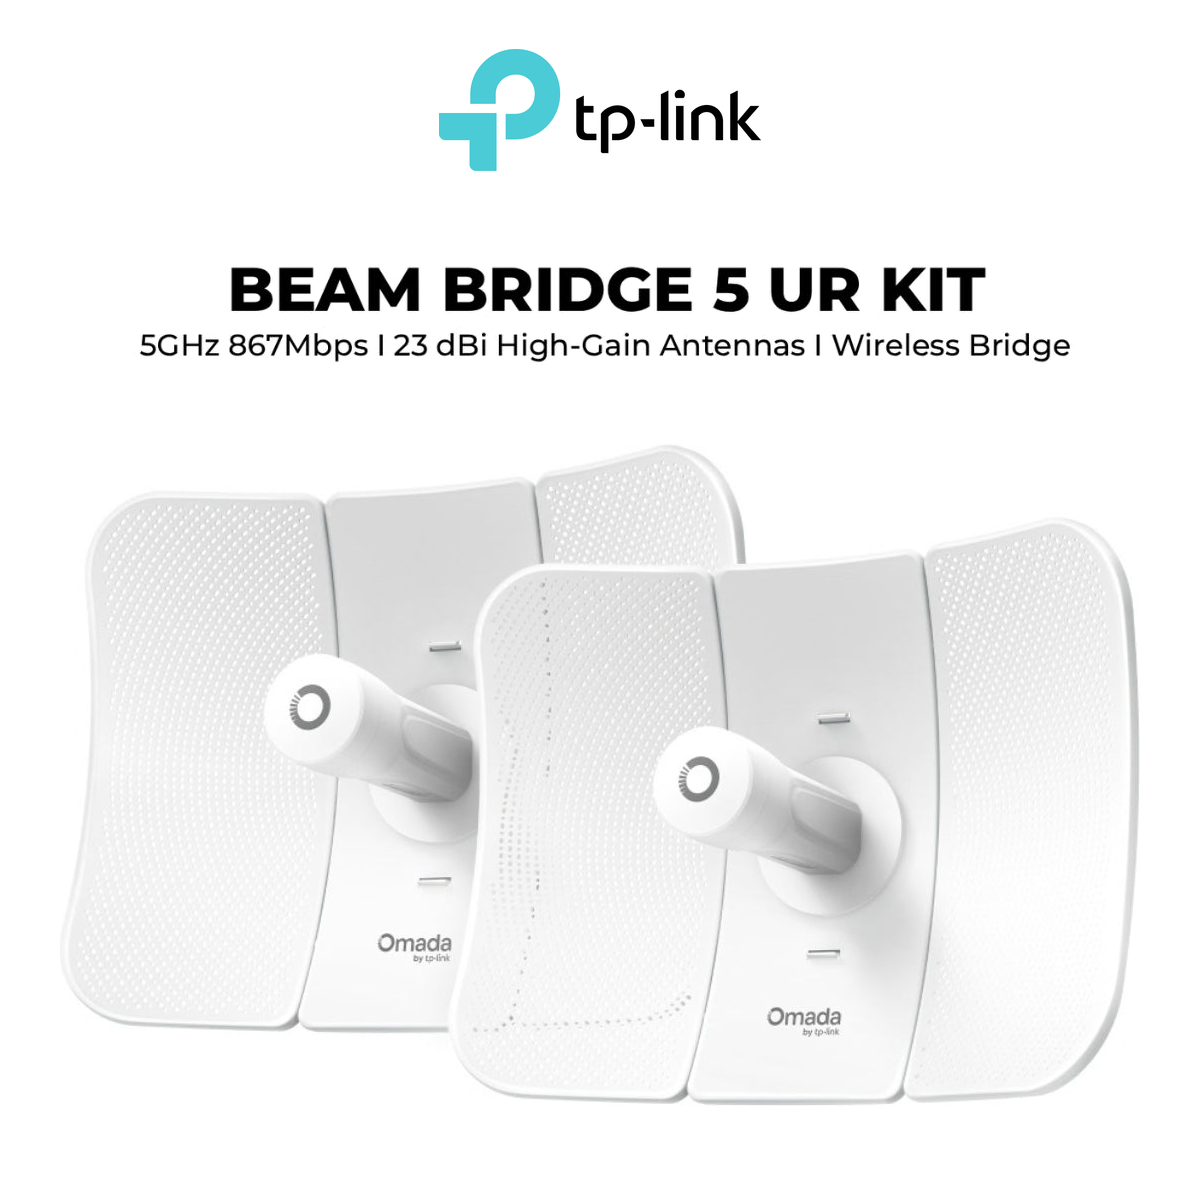 tp-link
BEAM BRIDGE 5 UR KIT
5GHz 867Mbps I 23 dBi High-Gain Antennas I Wireless Bridge
Omada
by tp-link
Omada
by tp-link